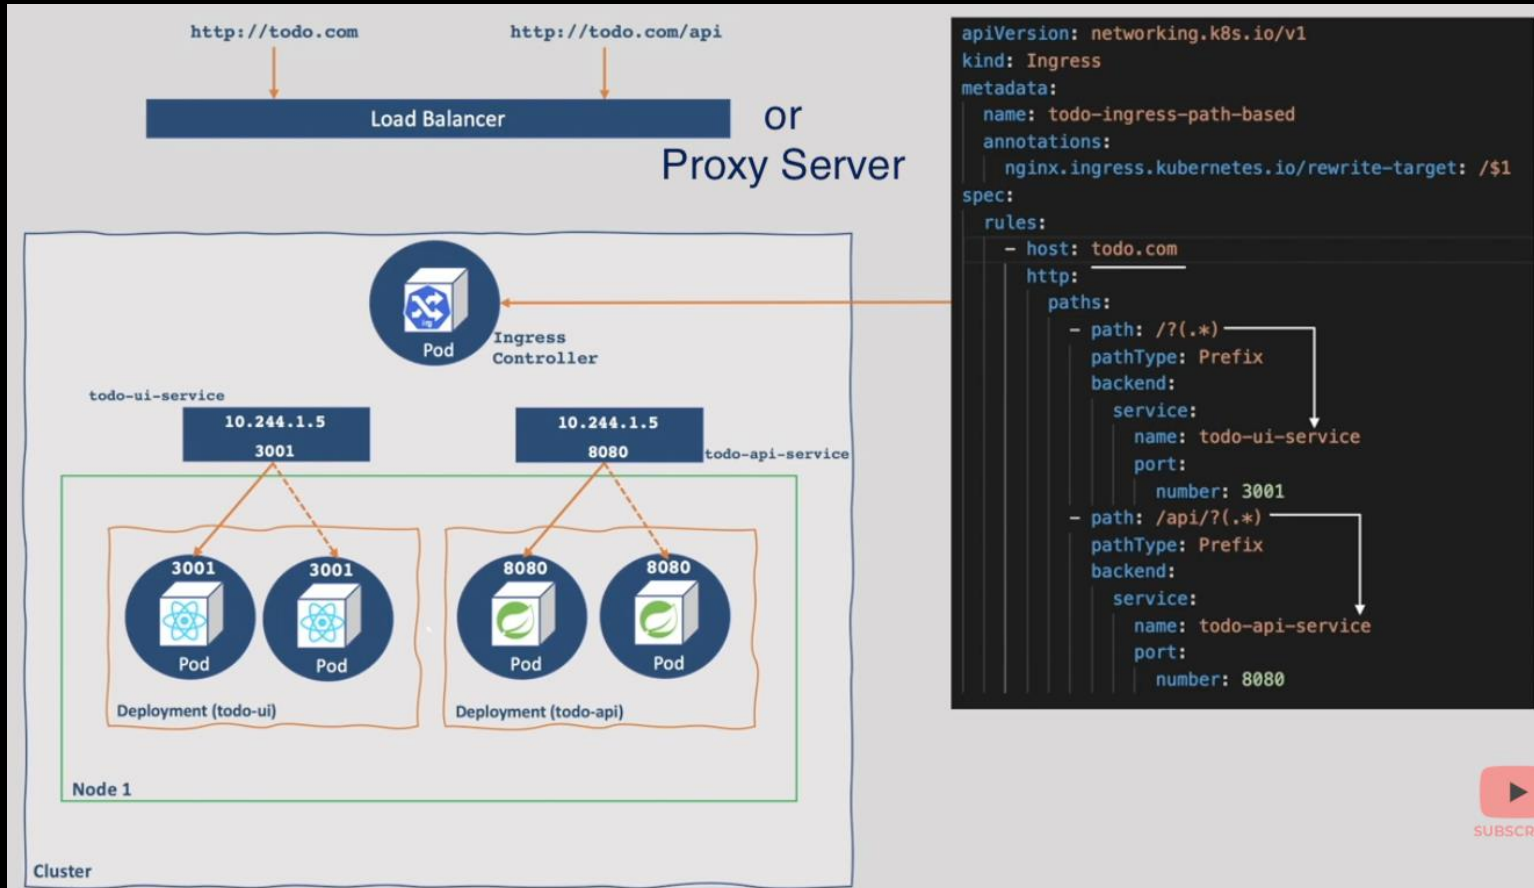 http://todo.com
http://todo.com/api
Load Balancer
or
Proxy Server
Pod
Ingress
Controller
todo-ui-service
10.244.1.5
3001
10.244.1.5
8080
todo-api-service
3001
Pod
3001
Pod
8080
Pod
8080
Pod
Deployment (todo-ui)
Deployment (todo-api)
Node 1
Cluster
apiVersion: networking.k8s.io/v1
kind: Ingress
metadata:
name: todo-ingress-path-based
annotations:
nginx.ingress.kubernetes.io/rewrite-target: /$1
spec:
rules:
- host: todo.com
http:
paths:
- path: /?(.*)
pathType: Prefix
backend:
service:
name: todo-ui-service
port:
number: 3001
- path: /api/?(.*)
pathType: Prefix
backend:
service:
name: todo-api-service
port:
number: 8080
SUBSCR